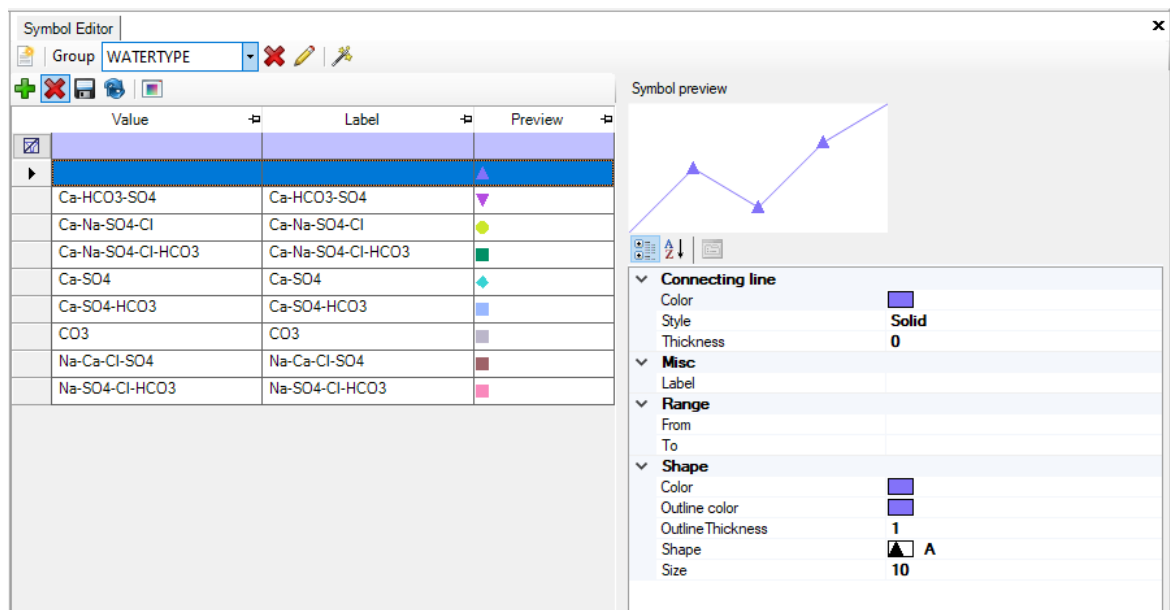 Symbol Editor
Group WATERTYPE
Value Label Preview
Ca-HCO3-SO4 Ca-HCO3-SO4
Ca-Na-SO4-Cl Ca-Na-SO4-Cl
Ca-Na-SO4-Cl-HCO3 Ca-Na-SO4-Cl-HCO3
Ca-SO4 Ca-SO4
Ca-SO4-HCO3 Ca-SO4-HCO3
CO3 CO3
Na-Ca-Cl-SO4 Na-Ca-Cl-SO4
Na-SO4-Cl-HCO3 Na-SO4-Cl-HCO3
Symbol preview
Connecting line
Color
Style Solid
Thickness 0
Misc
Label
Range
From
To
Shape
Color
Outline color
OutlineThickness 1
Shape A
Size 10